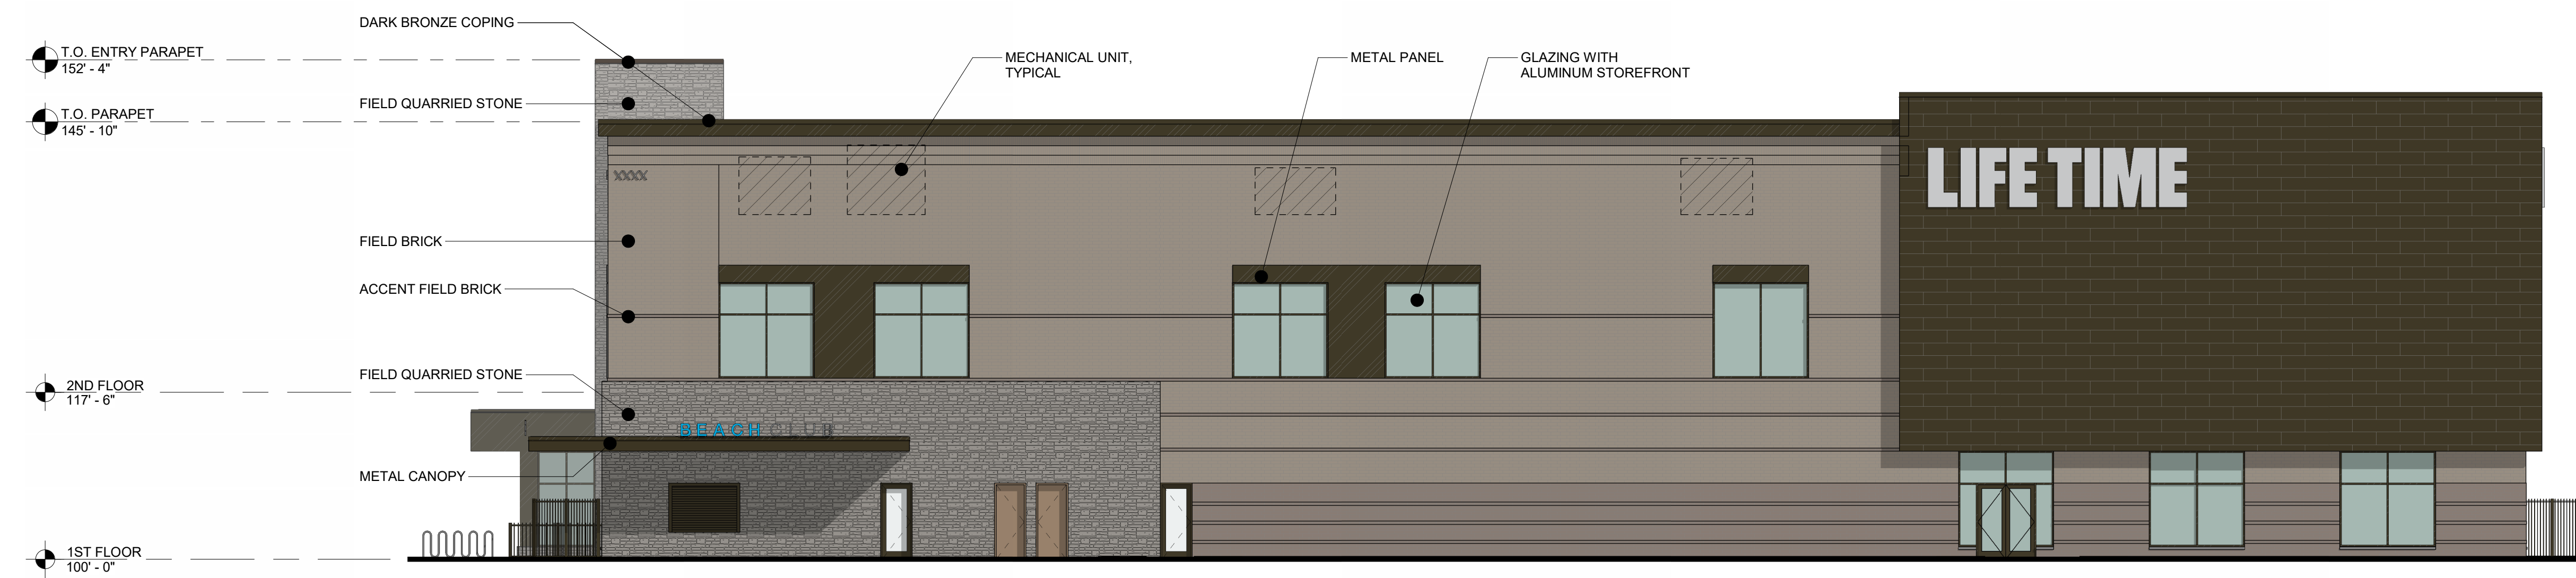 DARK BRONZE COPING
T.O. ENTRY PARAPET
152' - 4"
MECHANICAL UNIT,
TYPICAL
METAL PANEL
GLAZING WITH
ALUMINUM STOREFRONT
FIELD QUARRIED STONE
T.O. PARAPET
145' - 10"
XXXX
LIFE TIME
FIELD BRICK
ACCENT FIELD BRICK
FIELD QUARRIED STONE
2ND FLOOR
117' - 6"
BEACH CLUB
METAL CANOPY
1ST FLOOR
100' - 0"